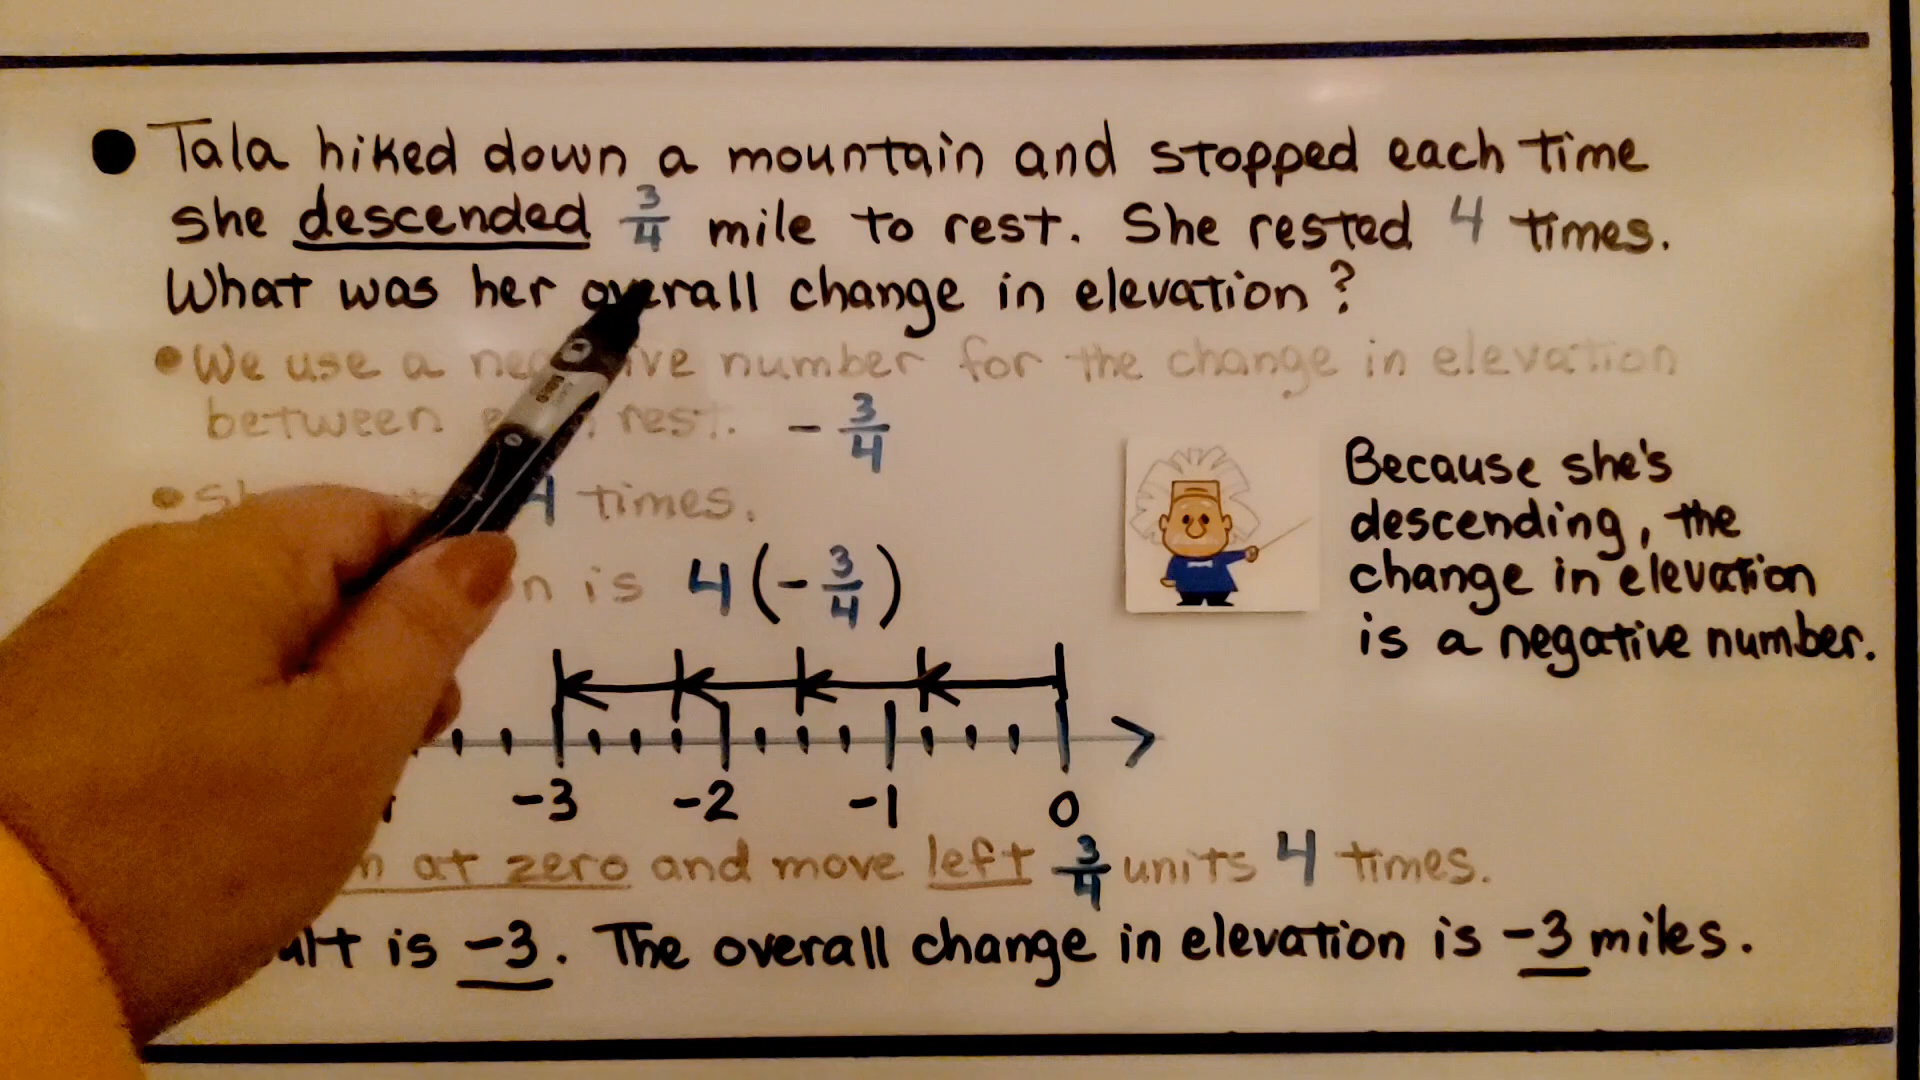 ● Tala hiked down a mountain and stopped each time
she descended 3/4 mile to rest. She rested 4 times.
What was her overall change in elevation?
• We use a number for the change in elevation
between rest. - 3/4
• 4 times.
is 4(-3/4)
Because she's
descending, the
change in elevation
is a negative number.
-3 -2 -1 0
at zero and move left 3/4 units 4 times.
is -3. The overall change in elevation is -3 miles.